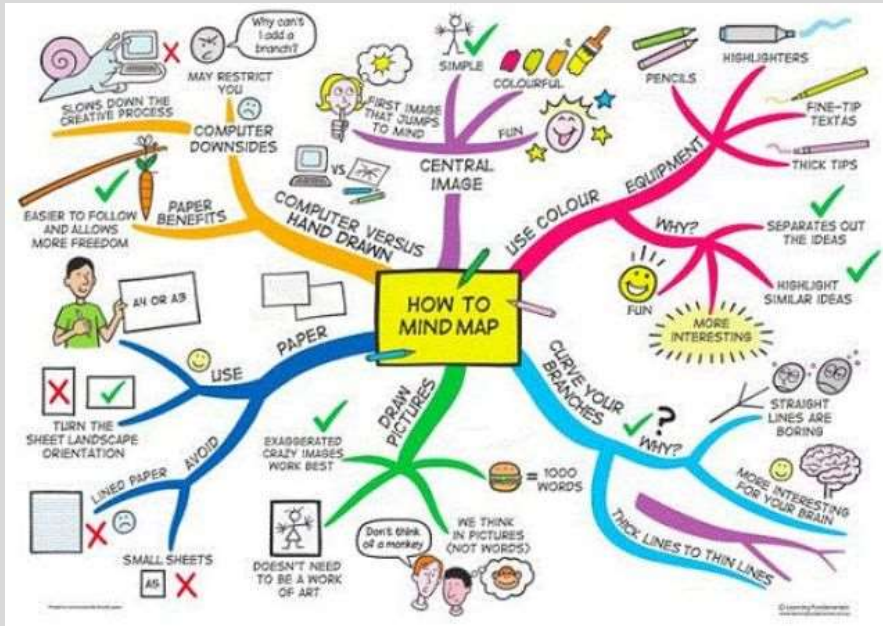 HOW TO
MIND MAP
CENTRAL
IMAGE
FIRST IMAGE
THAT JUMPS
TO MIND
SIMPLE
COLOURFUL
FUN
USE COLOUR
EQUIPMENT
PENCILS
HIGHLIGHTERS
FINE-TIP
TEXTAS
THICK TIPS
WHY?
SEPARATES OUT
THE IDEAS
HIGHLIGHT
SIMILAR IDEAS
MORE
INTERESTING
FUN
CURVE YOUR
BRANCHES
?
WHY?
STRAIGHT
LINES ARE
BORING
MORE INTERESTING
FOR YOUR BRAIN
THICK LINES TO THIN LINES
DRAW
PICTURES
= 1000
WORDS
WE THINK
IN PICTURES
(NOT WORDS)
Don't think
of a monkey
DOESN'T NEED
TO BE A WORK
OF ART
EXAGGERATED
CRAZY IMAGES
WORK BEST
PAPER
USE
A4 OR A3
TURN THE
SHEET LANDSCAPE
ORIENTATION
AVOID
LINED PAPER
SMALL SHEETS
A5
COMPUTER VERSUS
HAND DRAWN
VS
PAPER
BENEFITS
EASIER TO FOLLOW
AND ALLOWS
MORE FREEDOM
COMPUTER
DOWNSIDES
SLOWS DOWN THE
CREATIVE PROCESS
MAY RESTRICT
YOU
Why can't
I add a
branch?
© Learning Fundamentals